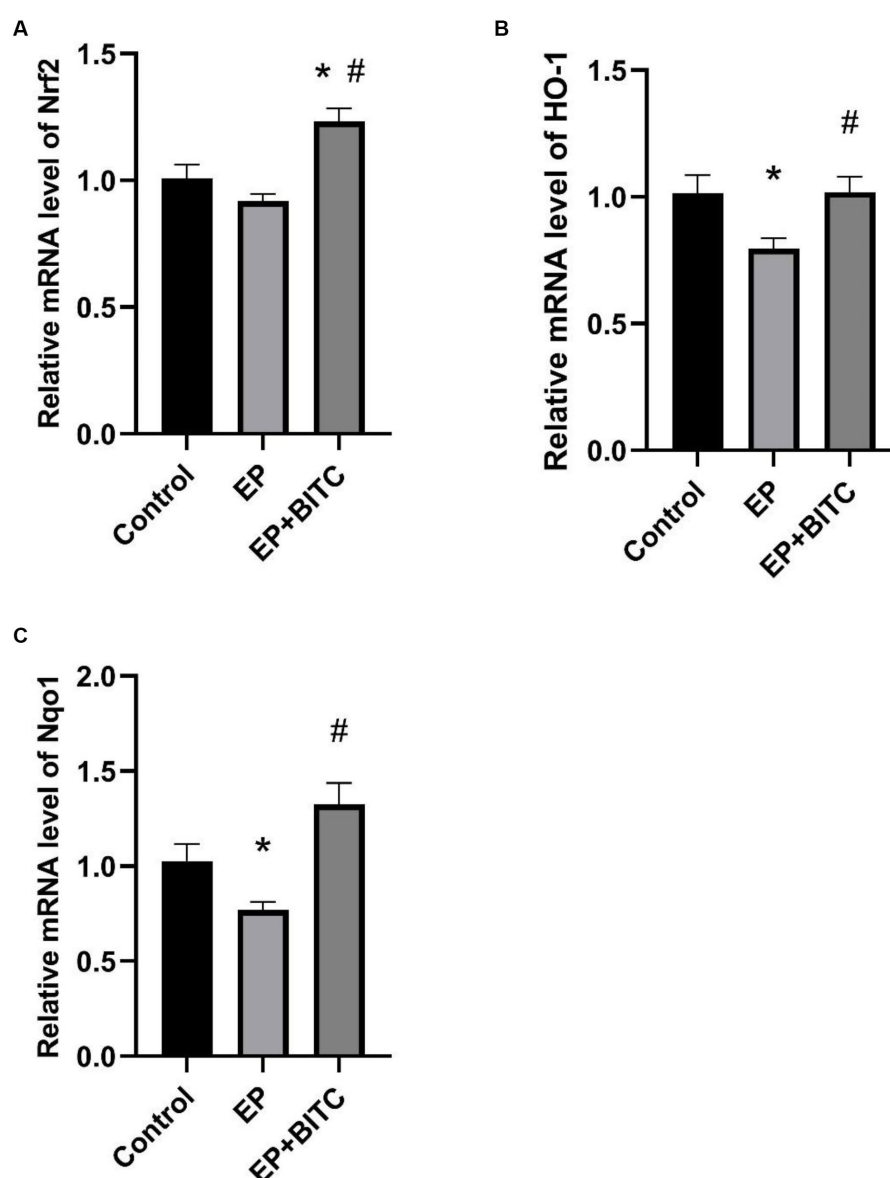 A
Relative mRNA level of Nrf2
1.5
1.0
0.5
0.0
* #
Control
EP
EP+BITC
B
Relative mRNA level of HO-1
1.5
1.0
0.5
0.0
*
#
Control
EP
EP+BITC
C
Relative mRNA level of Nqo1
2.0
1.5
1.0
0.5
0.0
*
#
Control
EP
EP+BITC